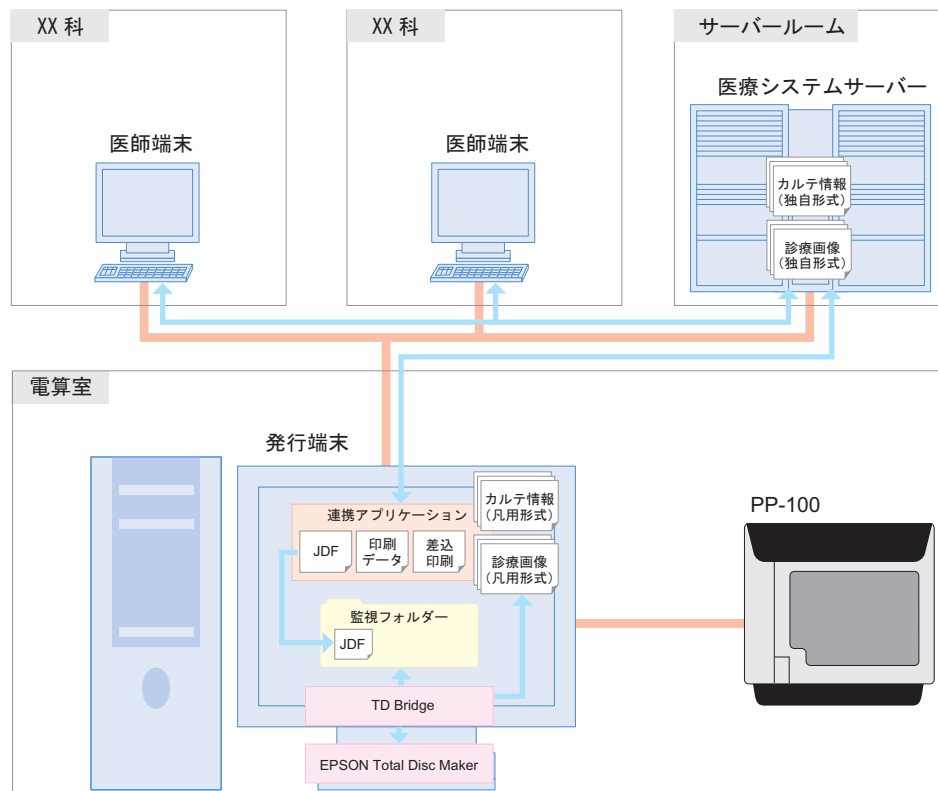 XX 科
XX 科
サーバールーム
医療システムサーバー
医師端末
医師端末
カルテ情報
（独自形式）
診療画像
（独自形式）
電算室
発行端末
カルテ情報
（凡用形式）
連携アプリケーション
JDF
印刷
データ
差込
印刷
診療画像
（凡用形式）
PP-100
監視フォルダー
JDF
TD Bridge
EPSON Total Disc Maker